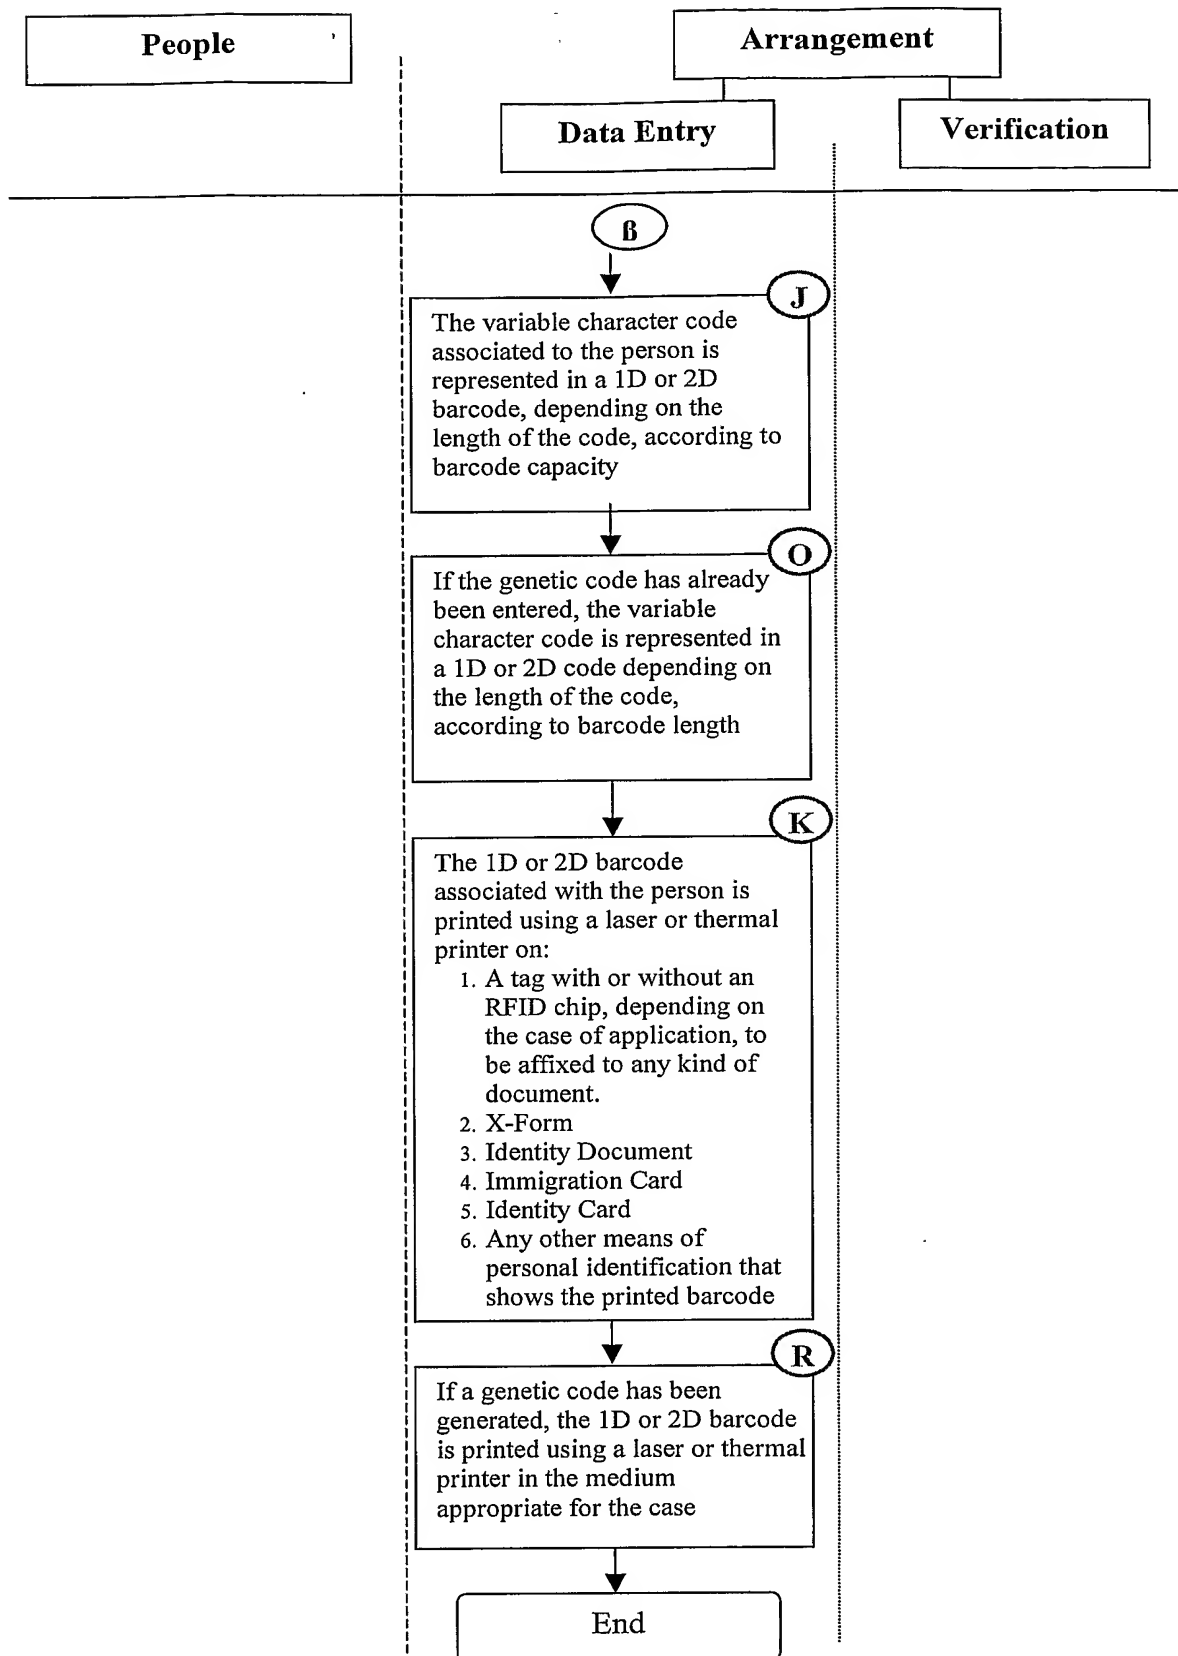 People
Arrangement
Data Entry
Verification
ß
J
The variable character code
associated to the person is
represented in a 1D or 2D
barcode, depending on the
length of the code, according to
barcode capacity
O
If the genetic code has already
been entered, the variable
character code is represented in
a 1D or 2D code depending on
the length of the code,
according to barcode length
K
The 1D or 2D barcode
associated with the person is
printed using a laser or thermal
printer on:
1. A tag with or without an
RFID chip, depending on
the case of application, to
be affixed to any kind of
document.
2. X-Form
3. Identity Document
4. Immigration Card
5. Identity Card
6. Any other means of
personal identification that
shows the printed barcode
R
If a genetic code has been
generated, the 1D or 2D barcode
is printed using a laser or thermal
printer in the medium
appropriate for the case
End